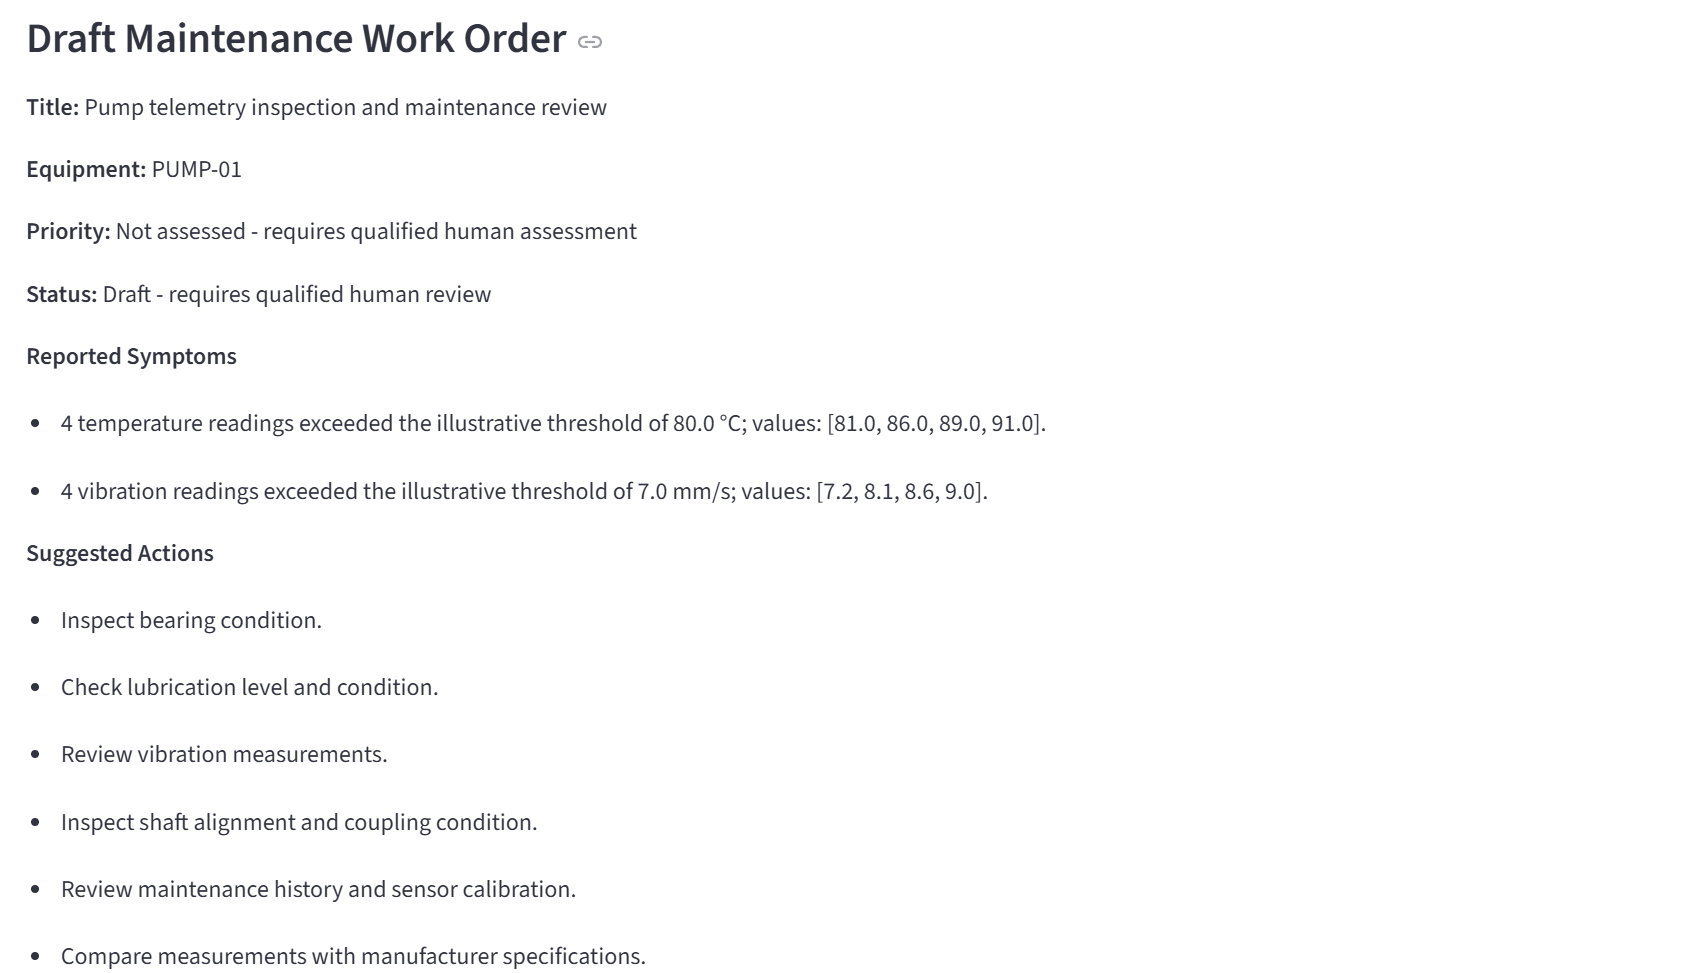 Draft Maintenance Work Order
Title: Pump telemetry inspection and maintenance review
Equipment: PUMP-01
Priority: Not assessed - requires qualified human assessment
Status: Draft - requires qualified human review
Reported Symptoms
• 4 temperature readings exceeded the illustrative threshold of 80.0 °C; values: [81.0, 86.0, 89.0, 91.0].
• 4 vibration readings exceeded the illustrative threshold of 7.0 mm/s; values: [7.2, 8.1, 8.6, 9.0].
Suggested Actions
• Inspect bearing condition.
• Check lubrication level and condition.
• Review vibration measurements.
• Inspect shaft alignment and coupling condition.
• Review maintenance history and sensor calibration.
• Compare measurements with manufacturer specifications.